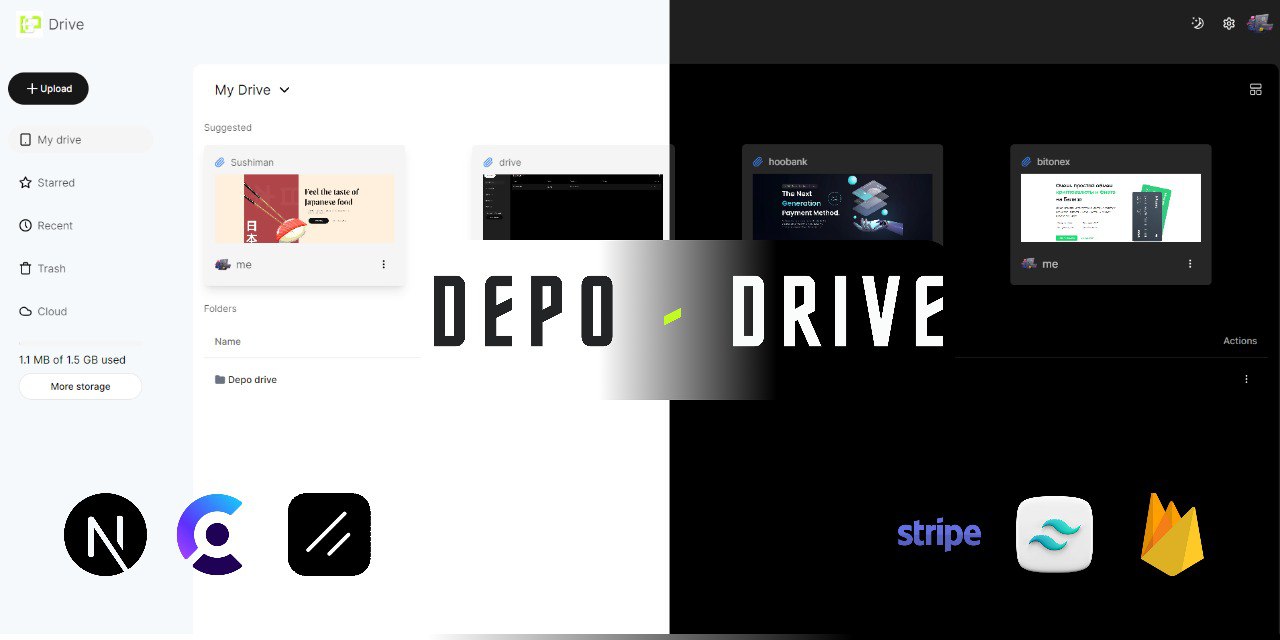 Drive
Upload
My drive
Starred
Recent
Trash
Cloud
1.1 MB of 1.5 GB used
More storage
My Drive
Suggested
Sushiman
Feel the taste of
Japanese food
日本
me
drive
hoobank
The Next
Generation
Payment Method.
bitonex
me
DEPO - DRIVE
Folders
Name
Actions
Depo drive
stripe